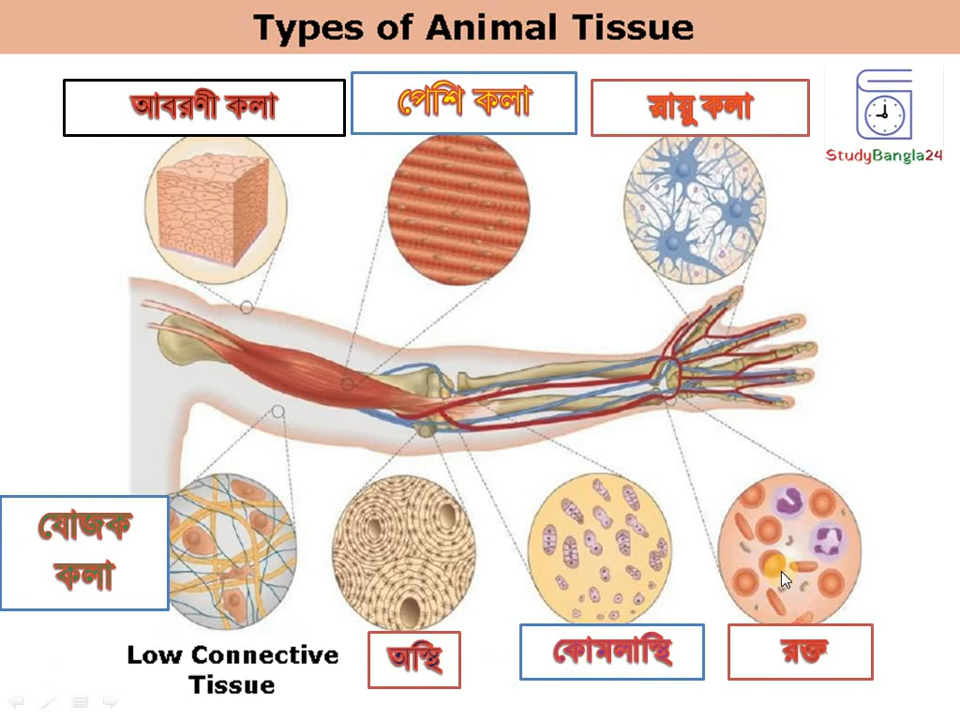 Types of Animal Tissue
আবরণী কলা
পেশি কলা
স্নায়ু কলা
StudyBangla24
যোজক
কলা
Low Connective
Tissue
অস্থি
কোমলাস্থি
রক্ত